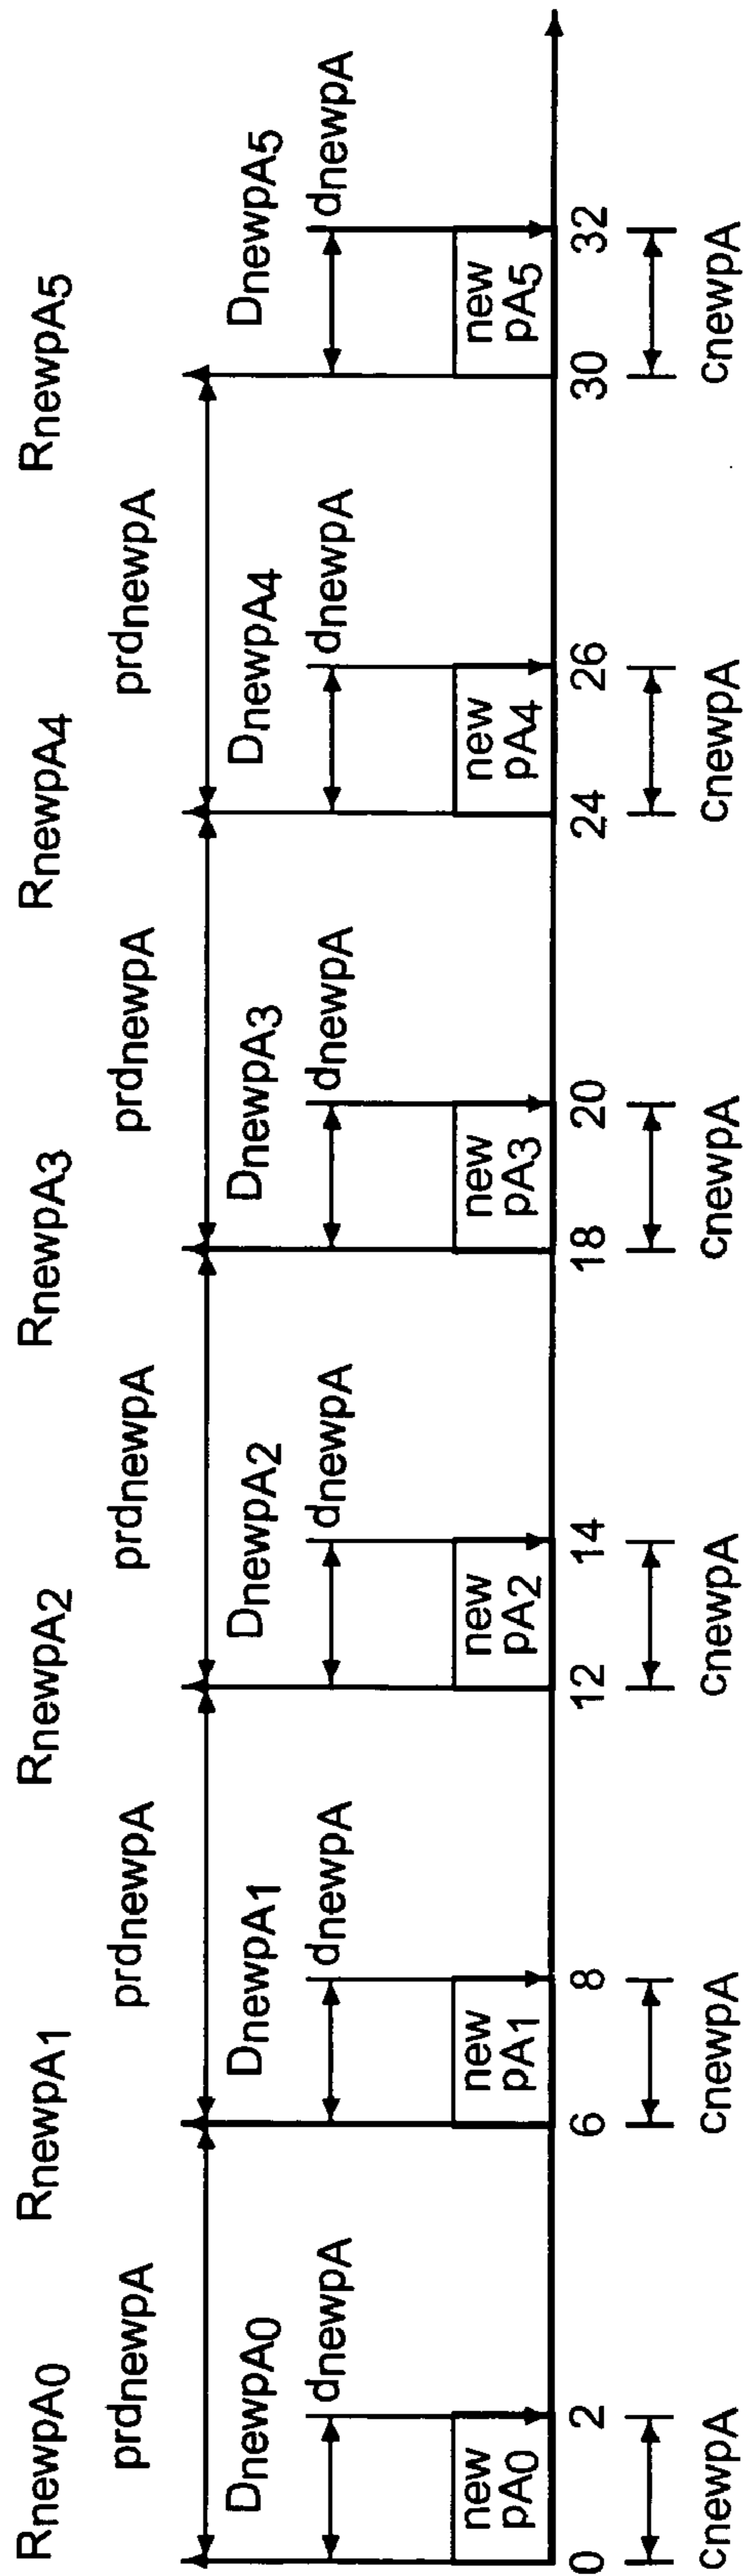 RnewpA0 RnewpA1 RnewpA2 RnewpA3 RnewpA4 RnewpA5
prdnewpA prdnewpA prdnewpA prdnewpA prdnewpA
DnewpA0 DnewpA1 DnewpA2 DnewpA3 DnewpA4 DnewpA5
dnewpA dnewpA dnewpA dnewpA dnewpA dnewpA
new new new new new new
pA0 pA1 pA2 pA3 pA4 pA5
0 2 6 8 12 14 18 20 24 26 30 32
cnewpA cnewpA cnewpA cnewpA cnewpA cnewpA